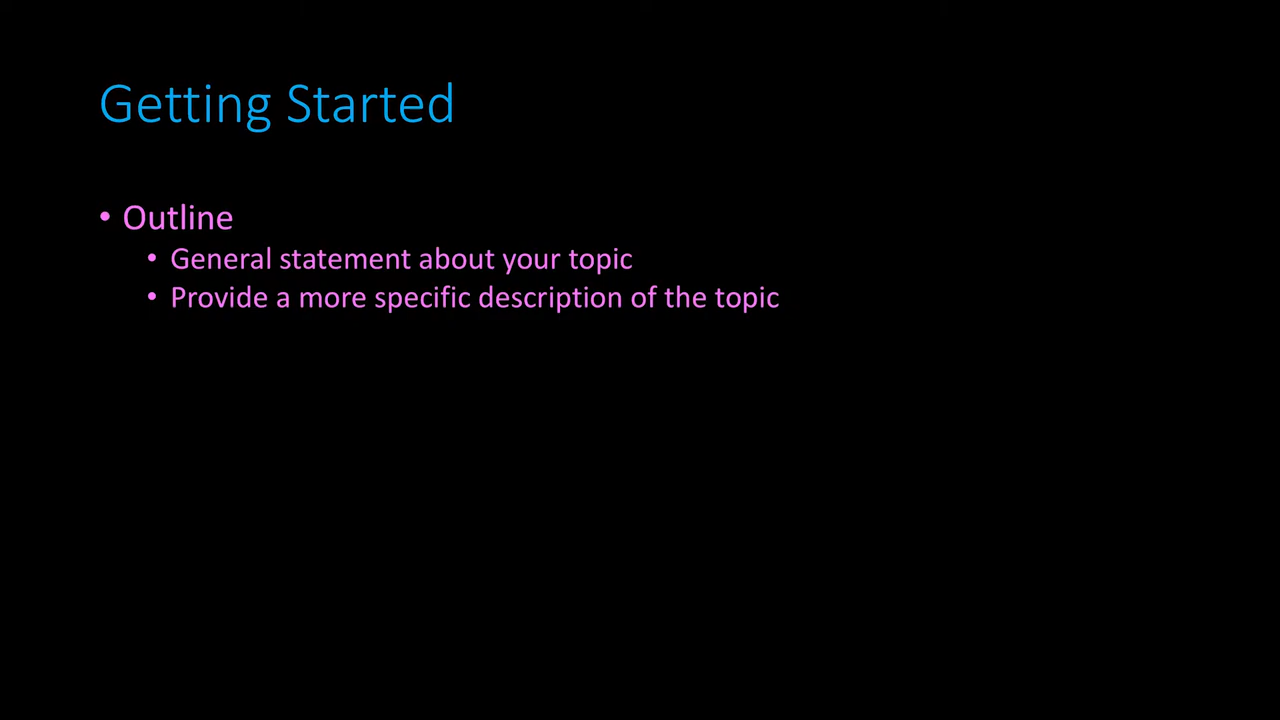 Getting Started
• Outline
• General statement about your topic
• Provide a more specific description of the topic